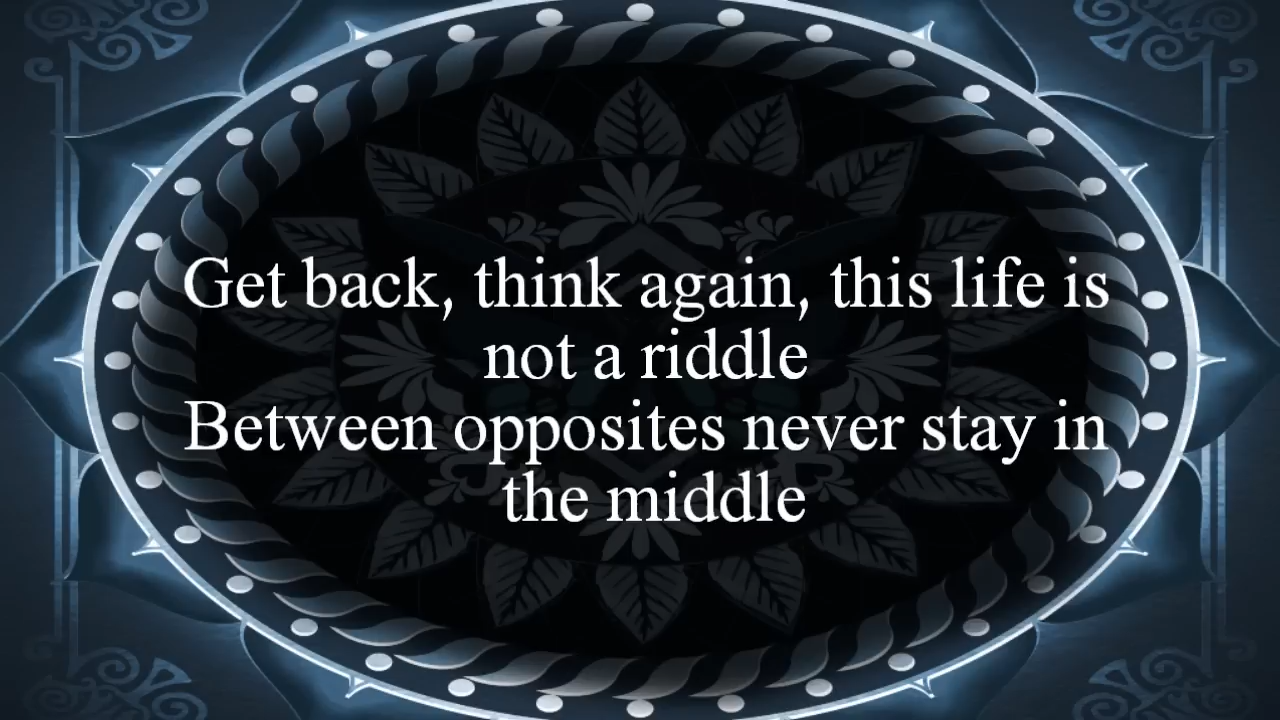 Get back, think again, this life is
not a riddle
Between opposites never stay in
the middle